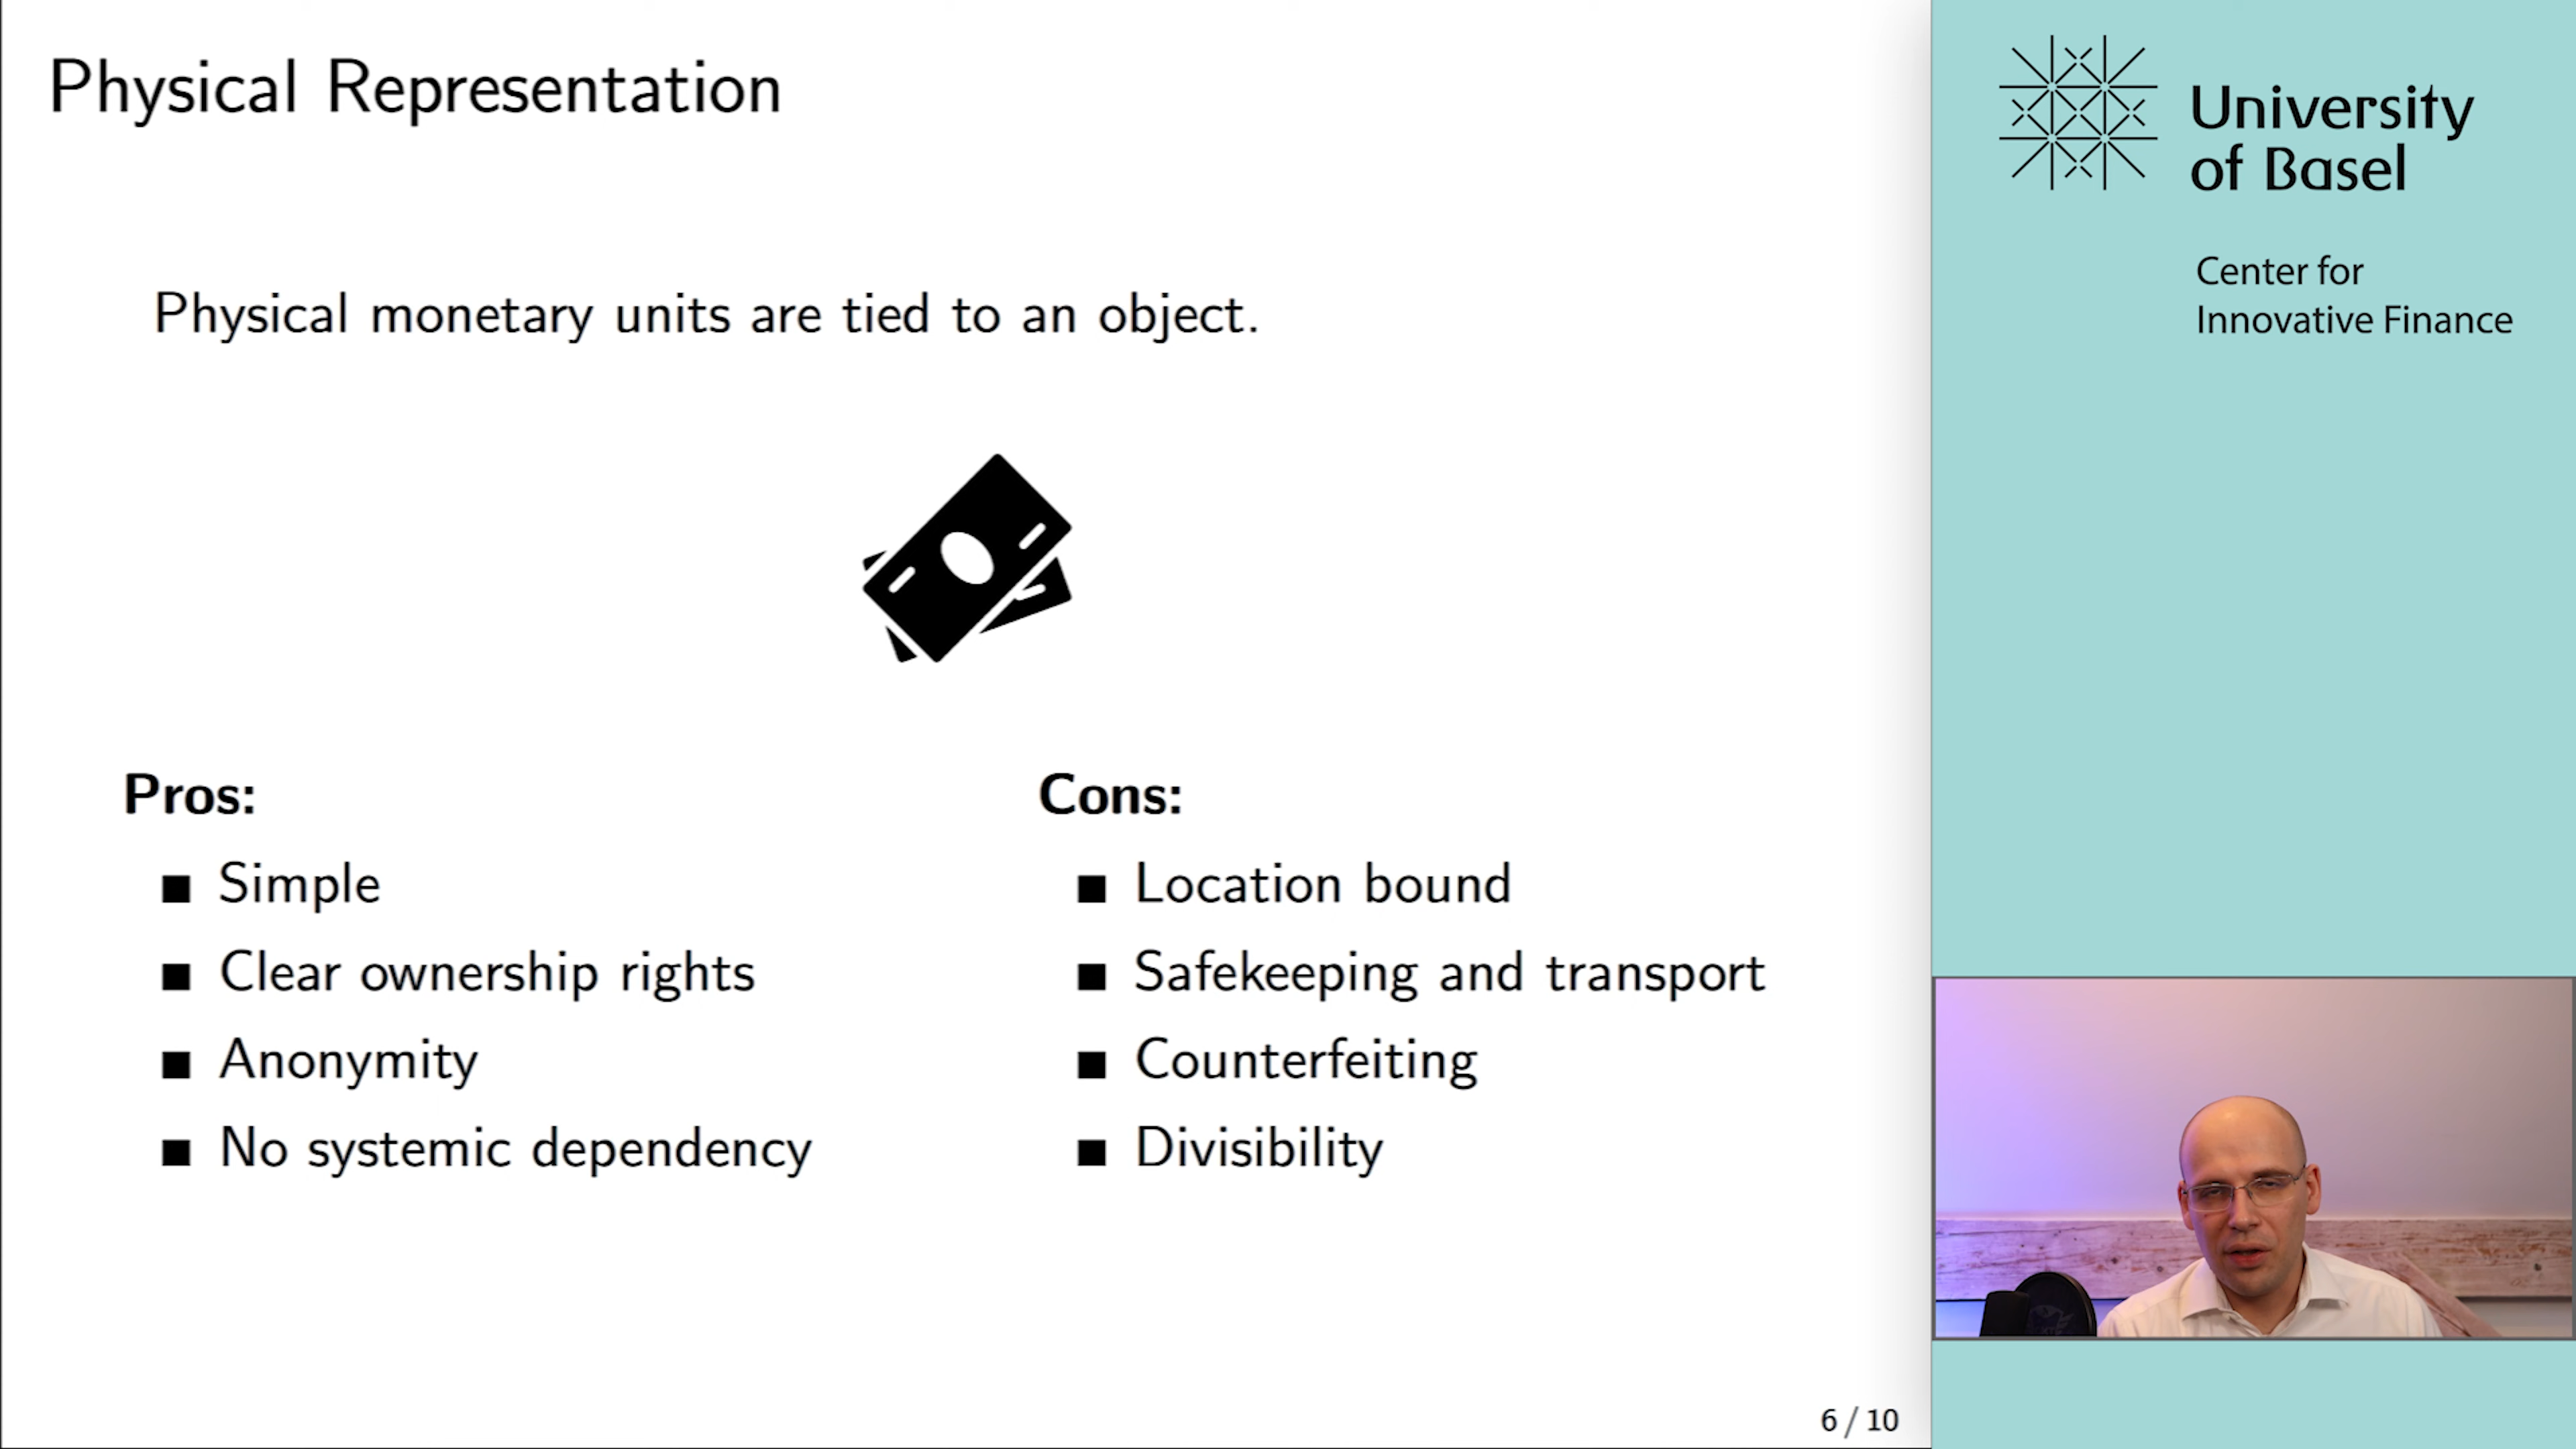 Physical Representation
Physical monetary units are tied to an object.
Pros:
Simple
Clear ownership rights
Anonymity
No systemic dependency
Cons:
Location bound
Safekeeping and transport
Counterfeiting
Divisibility
6 / 10
University
of Basel
Center for
Innovative Finance